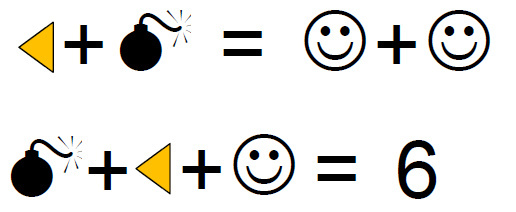 + = +
+ + = 6